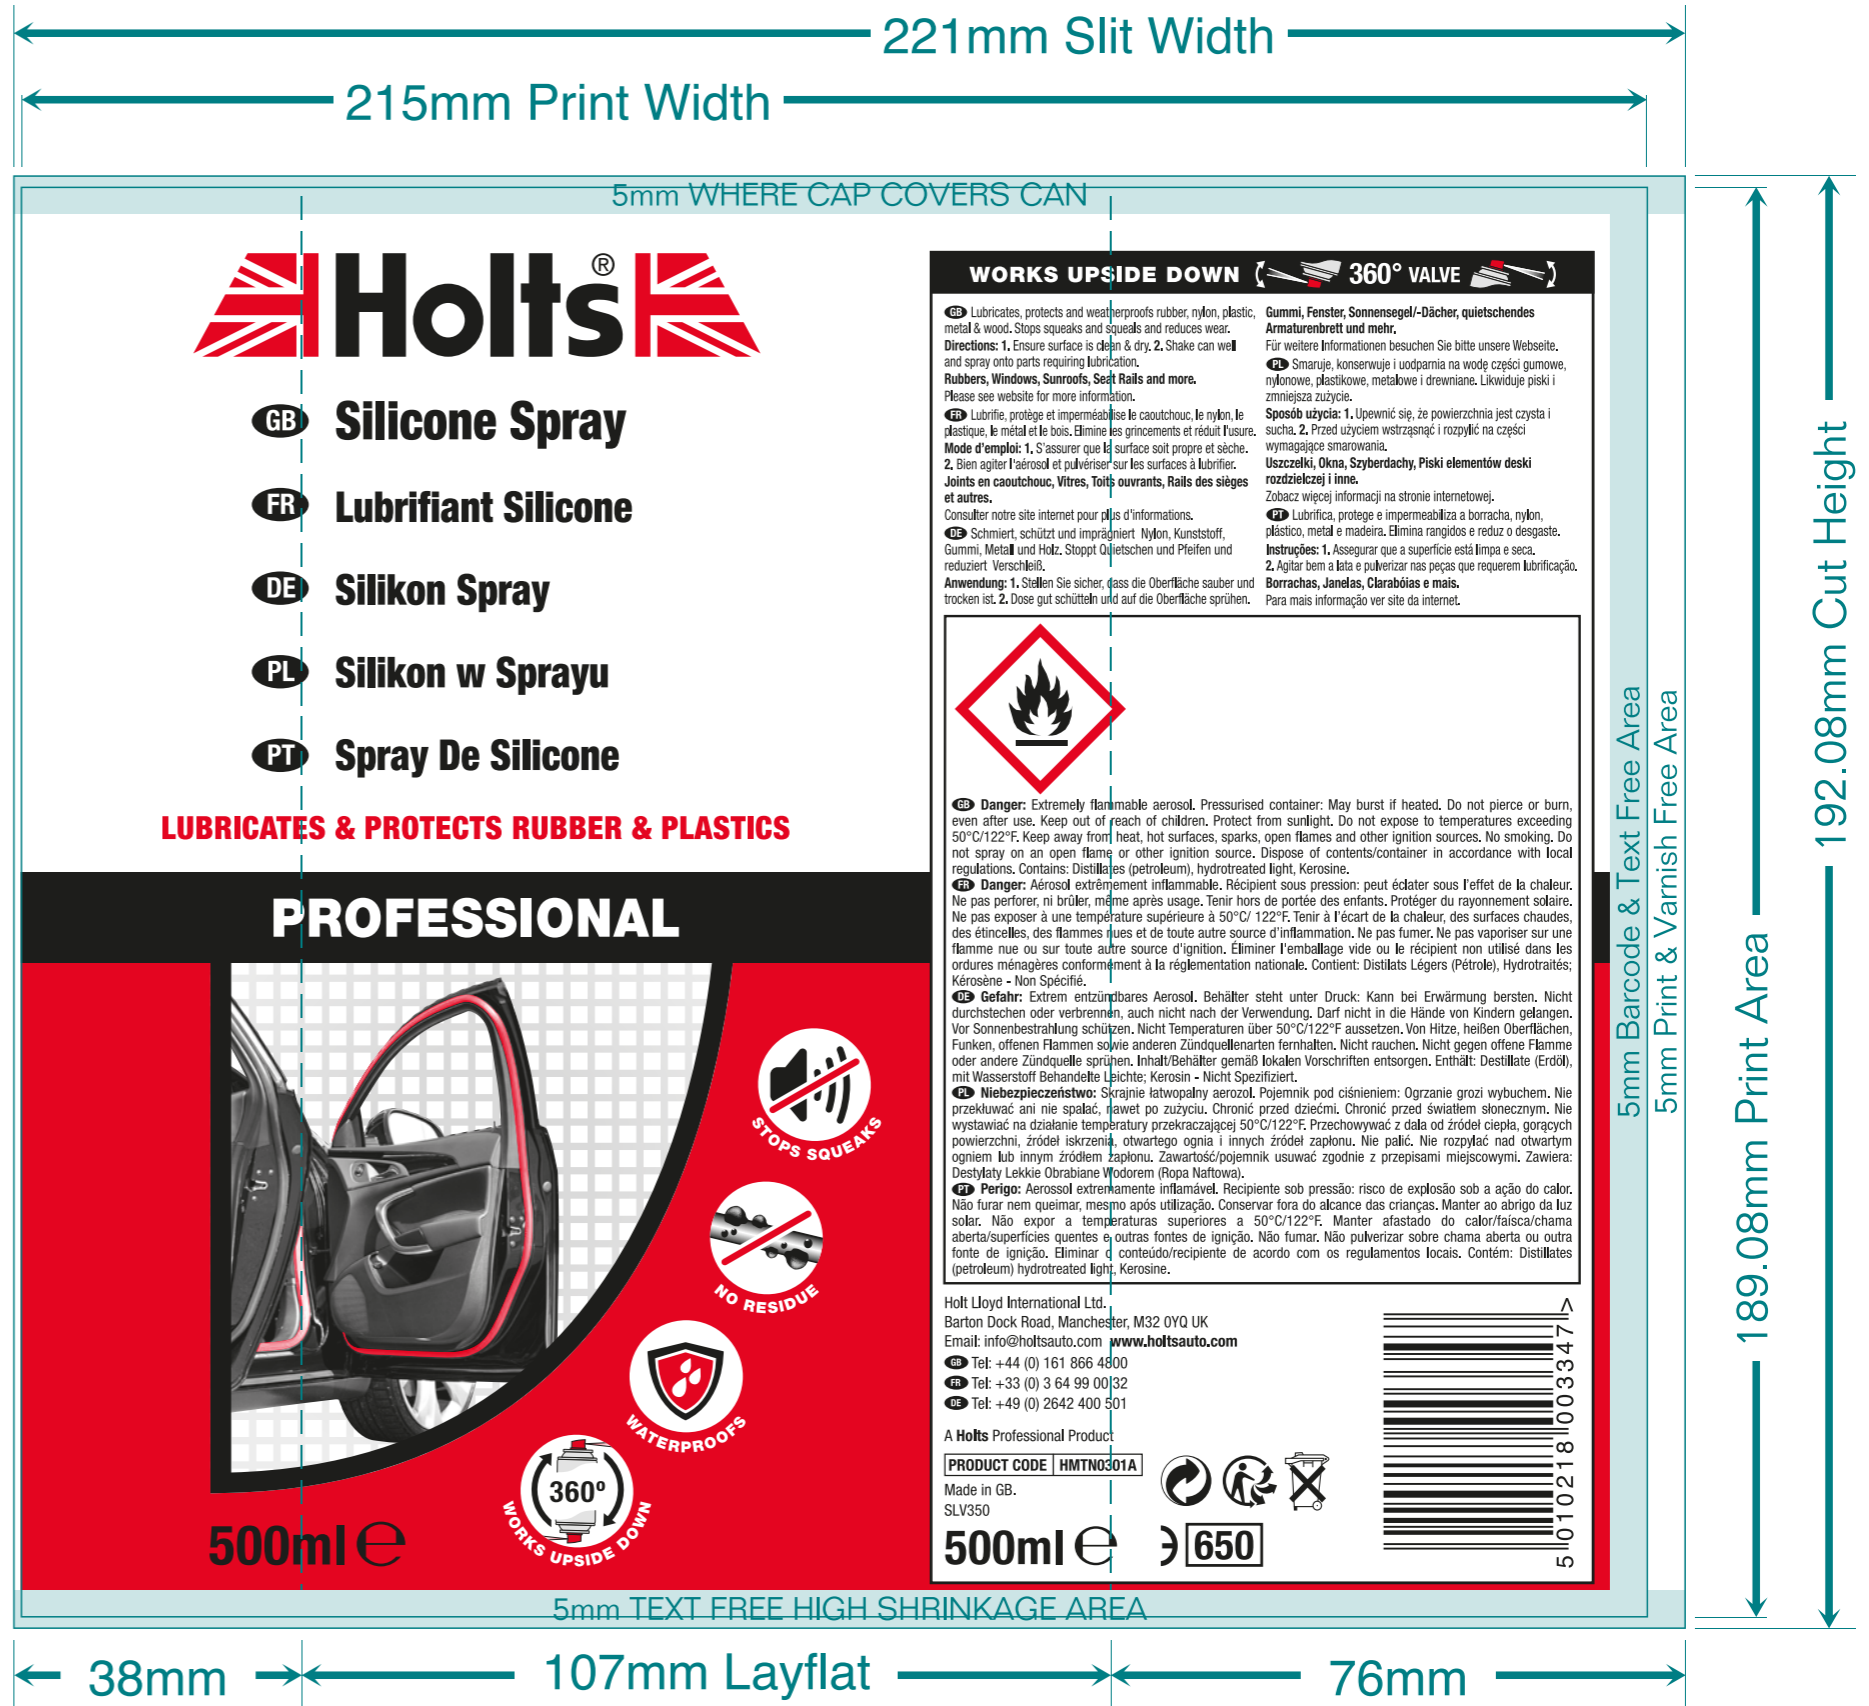 221mm Slit Width
215mm Print Width
5mm WHERE CAP COVERS CAN
Holts®
GB Silicone Spray
FR Lubrifiant Silicone
DE Silikon Spray
PL Silikon w Sprayu
PT Spray De Silicone
LUBRICATES & PROTECTS RUBBER & PLASTICS
PROFESSIONAL
STOPS SQUEAKS
NO RESIDUE
WATERPROOFS
360º
WORKS UPSIDE DOWN
500ml ℮
WORKS UPSIDE DOWN 360° VALVE
GB Lubricates, protects and weatherproofs rubber, nylon, plastic,
metal & wood. Stops squeaks and squeals and reduces wear.
Directions: 1. Ensure surface is clean & dry. 2. Shake can well
and spray onto parts requiring lubrication.
Rubbers, Windows, Sunroofs, Seat Rails and more.
Please see website for more information.
FR Lubrifie, protège et imperméabilise le caoutchouc, le nylon, le
plastique, le métal et le bois. Elimine les grincements et réduit l'usure.
Mode d'emploi: 1. S'assurer que la surface soit propre et sèche.
2. Bien agiter l'aérosol et pulvériser sur les surfaces à lubrifier.
Joints en caoutchouc, Vitres, Toits ouvrants, Rails des sièges
et autres.
Consulter notre site internet pour plus d'informations.
DE Schmiert, schützt und imprägniert Nylon, Kunststoff,
Gummi, Metall und Holz. Stoppt Quietschen und Pfeifen und
reduziert Verschleiß.
Anwendung: 1. Stellen Sie sicher, dass die Oberfläche sauber und
trocken ist. 2. Dose gut schütteln und auf die Oberfläche sprühen.
Gummi, Fenster, Sonnensegel/-Dächer, quietschendes
Armaturenbrett und mehr.
Für weitere Informationen besuchen Sie bitte unsere Webseite.
PL Smaruje, konserwuje i uodparnia na wodę części gumowe,
nylonowe, plastikowe, metalowe i drewniane. Likwiduje piski i
zmniejsza zużycie.
Sposób użycia: 1. Upewnić się, że powierzchnia jest czysta i
sucha. 2. Przed użyciem wstrząsnąć i rozpylić na części
wymagające smarowania.
Uszczelki, Okna, Szyberdachy, Piski elementów deski
rozdzielczej i inne.
Zobacz więcej informacji na stronie internetowej.
PT Lubrifica, protege e impermeabiliza a borracha, nylon,
plástico, metal e madeira. Elimina rangidos e reduz o desgaste.
Instruções: 1. Assegurar que a superfície está limpa e seca.
2. Agitar bem a lata e pulverizar nas peças que requerem lubrificação.
Borrachas, Janelas, Clarabóias e mais.
Para mais informação ver site da internet.
GB Danger: Extremely flammable aerosol. Pressurised container: May burst if heated. Do not pierce or burn,
even after use. Keep out of reach of children. Protect from sunlight. Do not expose to temperatures exceeding
50°C/122°F. Keep away from heat, hot surfaces, sparks, open flames and other ignition sources. No smoking. Do
not spray on an open flame or other ignition source. Dispose of contents/container in accordance with local
regulations. Contains: Distillates (petroleum), hydrotreated light, Kerosine.
FR Danger: Aérosol extrêmement inflammable. Récipient sous pression: peut éclater sous l'effet de la chaleur.
Ne pas perforer, ni brûler, même après usage. Tenir hors de portée des enfants. Protéger du rayonnement solaire.
Ne pas exposer à une température supérieure à 50°C/ 122°F. Tenir à l'écart de la chaleur, des surfaces chaudes,
des étincelles, des flammes nues et de toute autre source d'inflammation. Ne pas fumer. Ne pas vaporiser sur une
flamme nue ou sur toute autre source d'ignition. Éliminer l'emballage vide ou le récipient non utilisé dans les
ordures ménagères conformément à la réglementation nationale. Contient: Distilats Légers (Pétrole), Hydrotraités;
Kérosène - Non Spécifié.
DE Gefahr: Extrem entzündbares Aerosol. Behälter steht unter Druck: Kann bei Erwärmung bersten. Nicht
durchstechen oder verbrennen, auch nicht nach der Verwendung. Darf nicht in die Hände von Kindern gelangen.
Vor Sonnenbestrahlung schützen. Nicht Temperaturen über 50°C/122°F aussetzen. Von Hitze, heißen Oberflächen,
Funken, offenen Flammen sowie anderen Zündquellenarten fernhalten. Nicht rauchen. Nicht gegen offene Flamme
oder andere Zündquelle sprühen. Inhalt/Behälter gemäß lokalen Vorschriften entsorgen. Enthält: Destillate (Erdöl),
mit Wasserstoff Behandelte Leichte; Kerosin - Nicht Spezifiziert.
PL Niebezpieczeństwo: Skrajnie łatwopalny aerozol. Pojemnik pod ciśnieniem: Ogrzanie grozi wybuchem. Nie
przekłuwać ani nie spalać, nawet po zużyciu. Chronić przed dziećmi. Chronić przed światłem słonecznym. Nie
wystawiać na działanie temperatury przekraczającej 50°C/122°F. Przechowywać z dala od źródeł ciepła, gorących
powierzchni, źródeł iskrzenia, otwartego ognia i innych źródeł zapłonu. Nie palić. Nie rozpylać nad otwartym
ogniem lub innym źródłem zapłonu. Zawartość/pojemnik usuwać zgodnie z przepisami miejscowymi. Zawiera:
Destylaty Lekkie Obrabiane Wodorem (Ropa Naftowa).
PT Perigo: Aerossol extremamente inflamável. Recipiente sob pressão: risco de explosão sob a ação do calor.
Não furar nem queimar, mesmo após utilização. Conservar fora do alcance das crianças. Manter ao abrigo da luz
solar. Não expor a temperaturas superiores a 50°C/122°F. Manter afastado do calor/faísca/chama
aberta/superfícies quentes e outras fontes de ignição. Não fumar. Não pulverizar sobre chama aberta ou outra
fonte de ignição. Eliminar o conteúdo/recipiente de acordo com os regulamentos locais. Contém: Distillates
(petroleum) hydrotreated light, Kerosine.
Holt Lloyd International Ltd.
Barton Dock Road, Manchester, M32 0YQ UK
Email: info@holtsauto.com www.holtsauto.com
GB Tel: +44 (0) 161 866 4800
FR Tel: +33 (0) 3 64 99 00 32
DE Tel: +49 (0) 2642 400 501
A Holts Professional Product
PRODUCT CODE HMTN0301A
Made in GB.
SLV350
500ml ℮ 650
5 010218 003347 >
5mm Barcode & Text Free Area
5mm Print & Varnish Free Area
189.08mm Print Area
192.08mm Cut Height
5mm TEXT FREE HIGH SHRINKAGE AREA
38mm
107mm Layflat
76mm